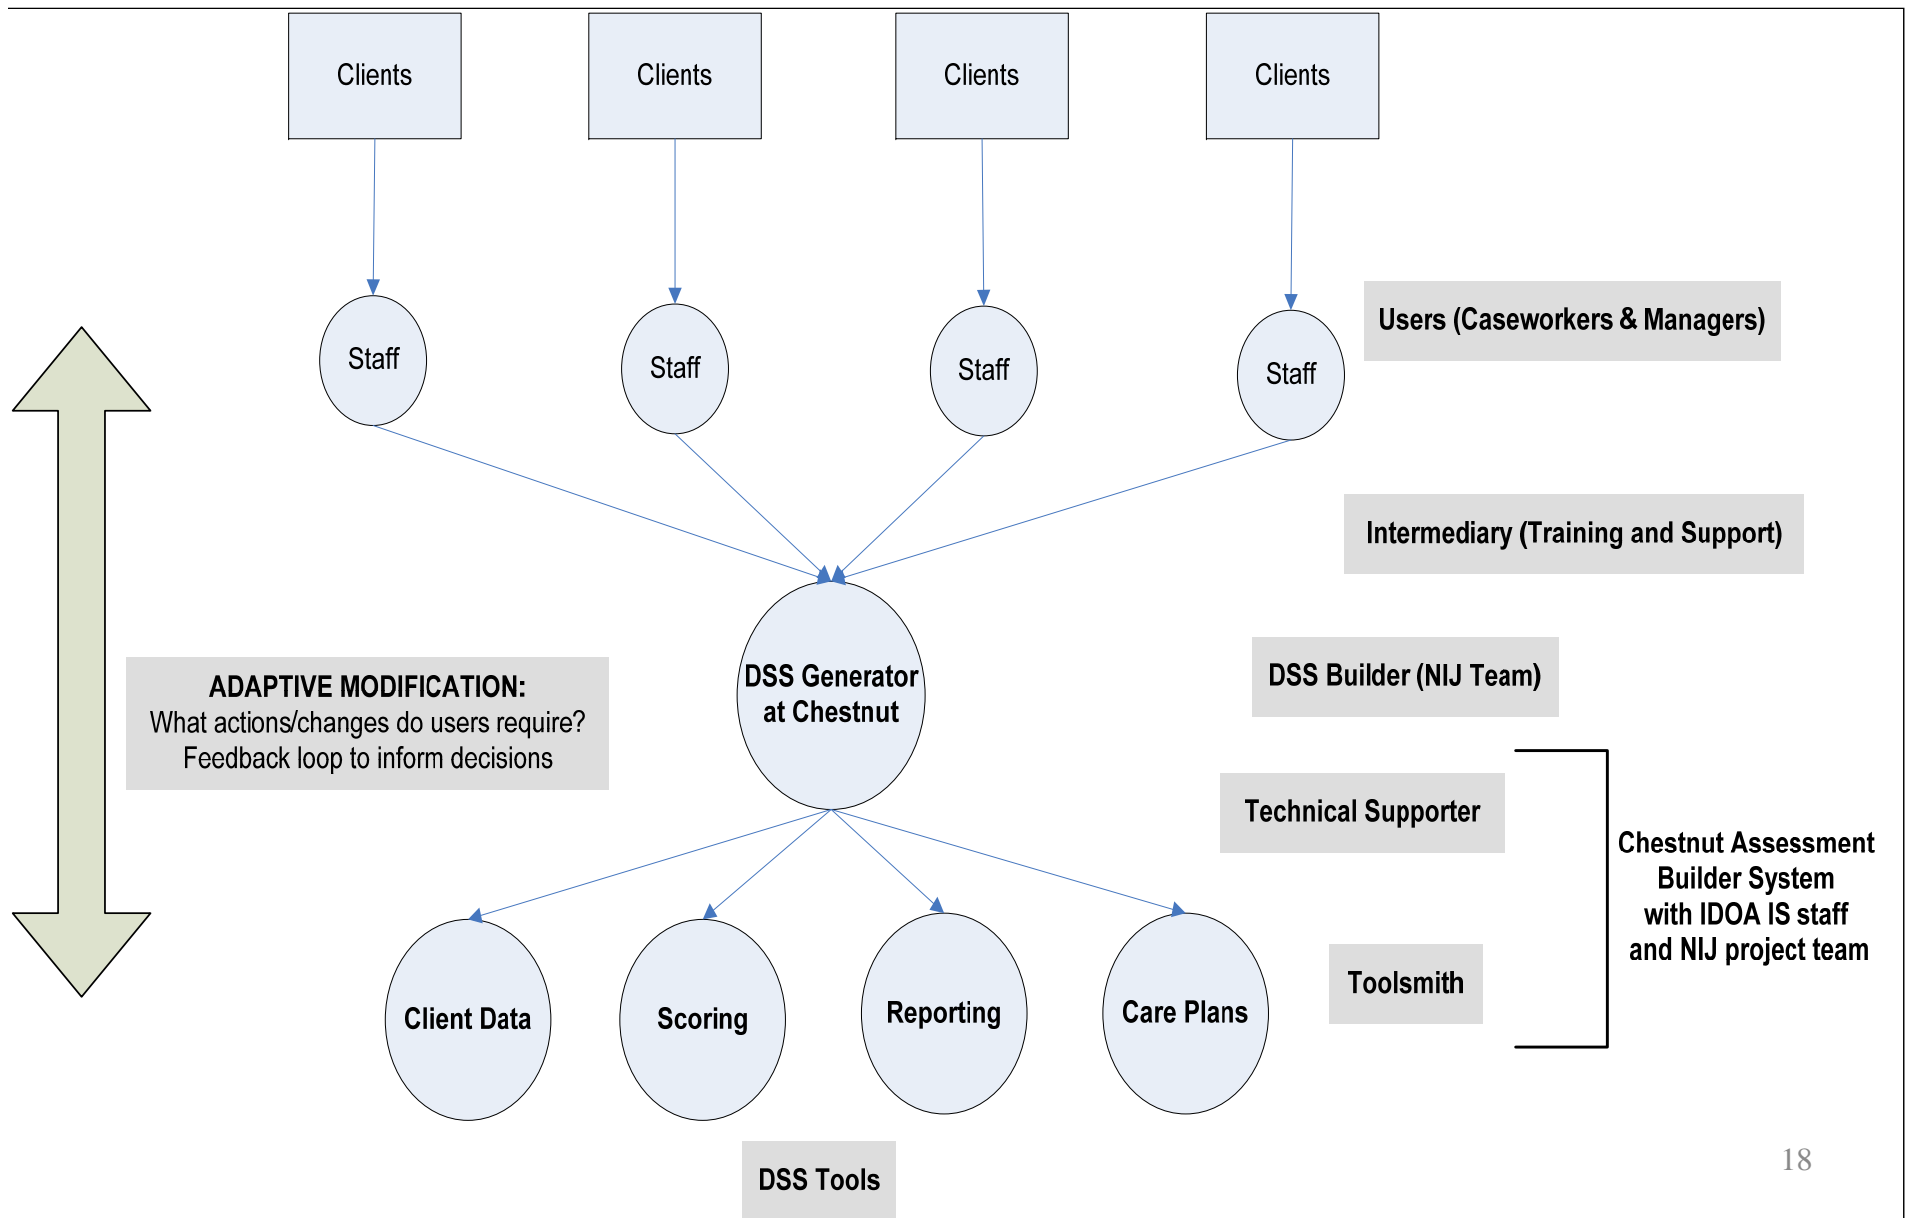 Clients
Clients
Clients
Clients
Staff
Staff
Staff
Staff
Users (Caseworkers & Managers)
Intermediary (Training and Support)
DSS Generator
at Chestnut
DSS Builder (NIJ Team)
ADAPTIVE MODIFICATION:
What actions/changes do users require?
Feedback loop to inform decisions
Technical Supporter
Chestnut Assessment
Builder System
with IDOA IS staff
and NIJ project team
Toolsmith
Client Data
Scoring
Reporting
Care Plans
DSS Tools
18